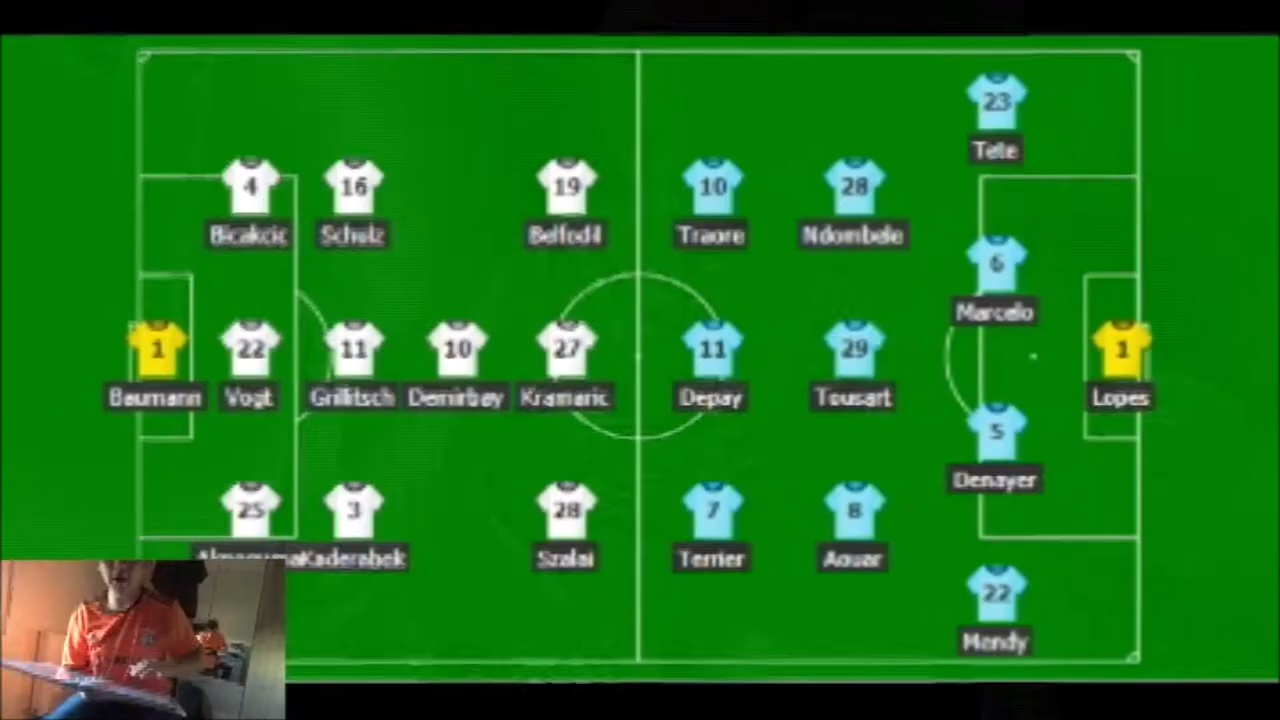 23
Tete
4
16
19
10
28
Bicakcic
Schulz
Belfodil
Traore
Ndombele
6
Marcelo
1
22
11
10
27
11
29
1
Baumann
Vogt
Grillitsch
Demirbay
Kramaric
Depay
Tousart
Lopes
5
Denayer
25
3
28
7
8
Kaderabek
Szalai
Terrier
Aouar
22
Mendy